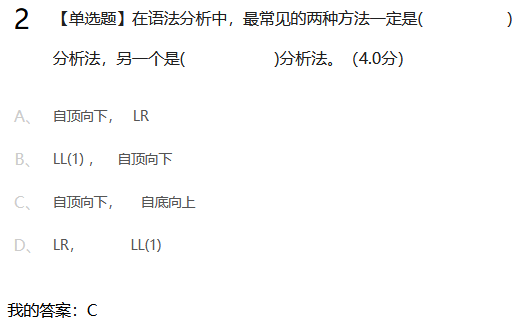 2 【单选题】在语法分析中，最常见的两种方法一定是( )
分析法，另一个是( )分析法。（4.0分）
A、 自顶向下， LR
B、 LL(1) ， 自顶向下
C、 自顶向下， 自底向上
D、 LR， LL(1)
我的答案：C